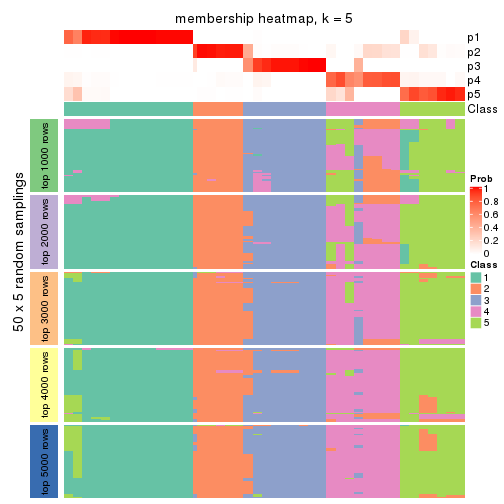 membership heatmap, k = 5
p1
p2
p3
p4
p5
Class
50 x 5 random samplings
top 1000 rows
top 2000 rows
top 3000 rows
top 4000 rows
top 5000 rows
Prob
1
0.8
0.6
0.4
0.2
0
Class
1
2
3
4
5